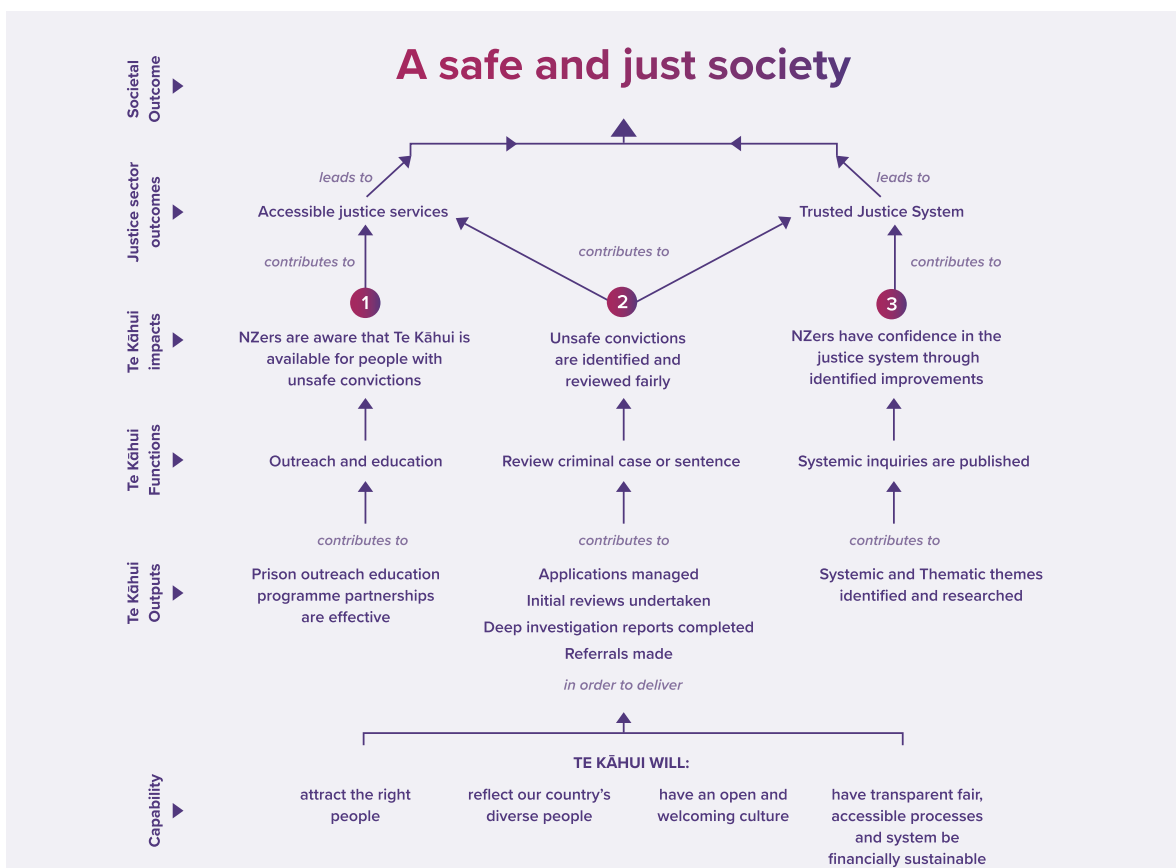 Societal
Outcome
A safe and just society
Justice sector
outcomes
leads to
leads to
Accessible justice services
Trusted Justice System
contributes to
contributes to
contributes to
Te Kāhui
impacts
1
2
3
NZers are aware that Te Kāhui is
available for people with
unsafe convictions
Unsafe convictions
are identified and
reviewed fairly
NZers have confidence in the
justice system through
identified improvements
Te Kāhui
Functions
Outreach and education
Review criminal case or sentence
Systemic inquiries are published
contributes to
contributes to
contributes to
Te Kāhui
Outputs
Prison outreach education
programme partnerships
are effective
Applications managed
Initial reviews undertaken
Deep investigation reports completed
Referrals made
Systemic and Thematic themes
identified and researched
in order to deliver
Capability
TE KĀHUI WILL:
attract the right
people
reflect our country's
diverse people
have an open and
welcoming culture
have transparent fair,
accessible processes
and system be
financially sustainable